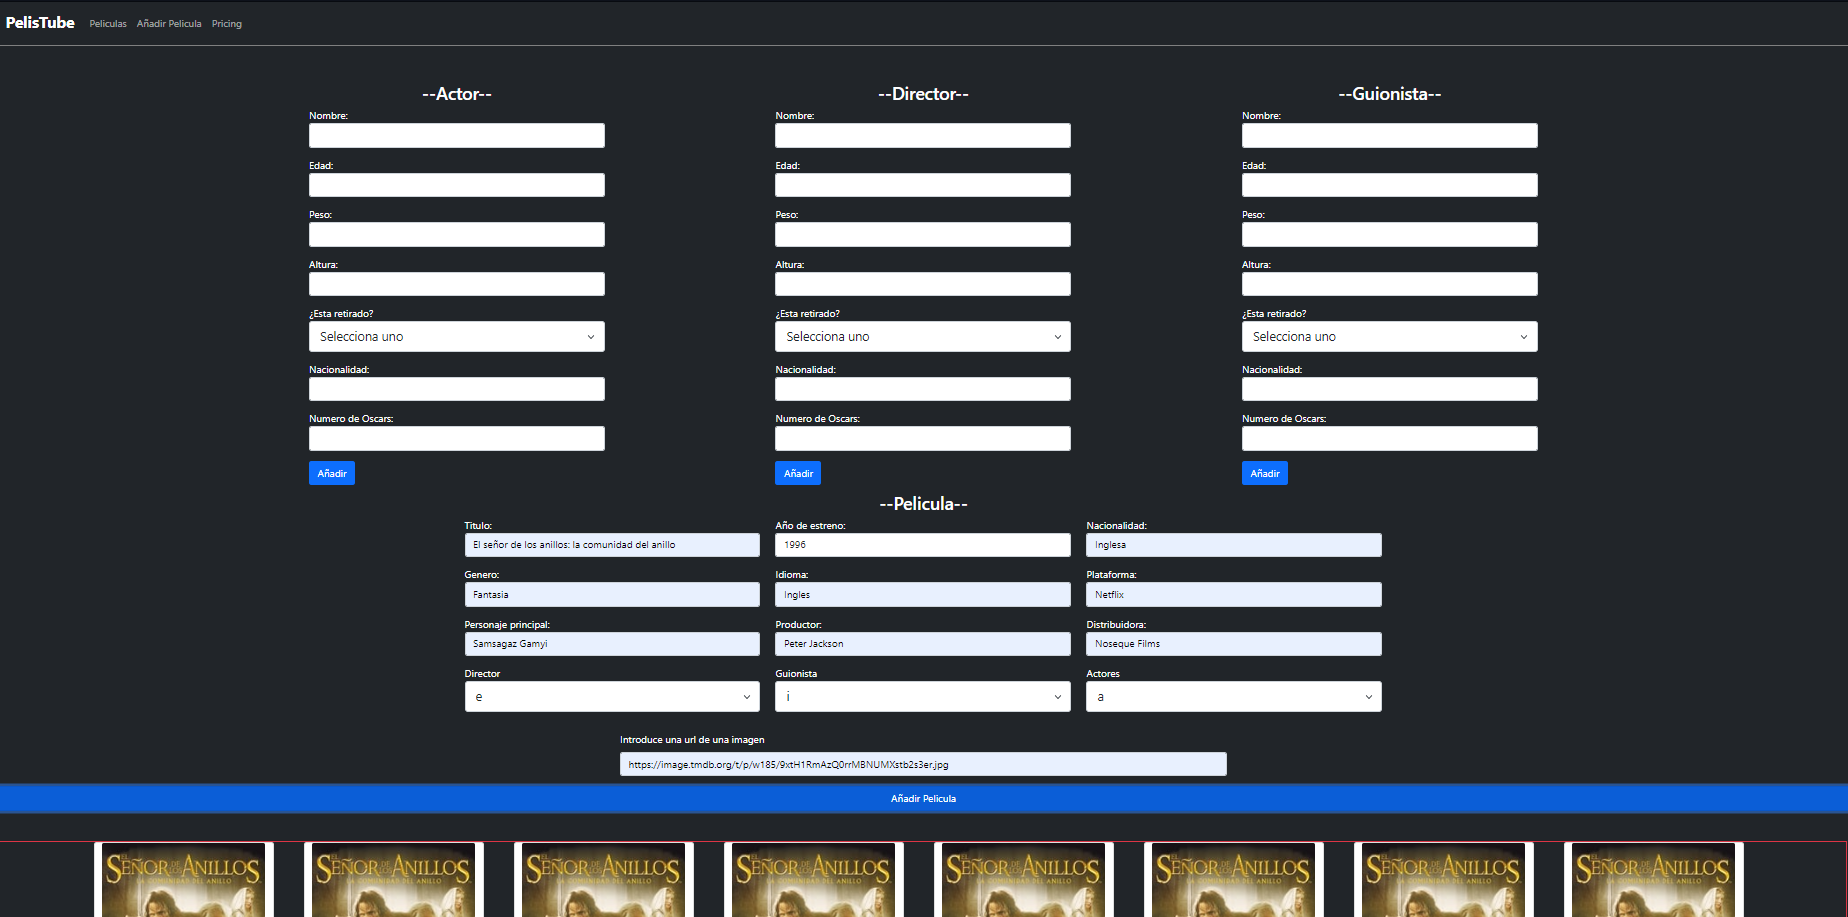 PelisTube Peliculas Añadir Pelicula Pricing
--Actor-- --Director-- --Guionista--
Nombre: Nombre: Nombre:
Edad: Edad: Edad:
Peso: Peso: Peso:
Altura: Altura: Altura:
¿Esta retirado? ¿Esta retirado? ¿Esta retirado?
Selecciona uno Selecciona uno Selecciona uno
Nacionalidad: Nacionalidad: Nacionalidad:
Numero de Oscars: Numero de Oscars: Numero de Oscars:
Añadir Añadir Añadir
--Pelicula--
Titulo: Año de estreno: Nacionalidad:
El señor de los anillos: la comunidad del anillo 1996 Inglesa
Genero: Idioma: Plataforma:
Fantasia Ingles Netflix
Personaje principal: Productor: Distribuidora:
Samsagaz Gamyi Peter Jackson Noseque Films
Director Guionista Actores
e i a
Introduce una url de una imagen
https://image.tmdb.org/t/p/w185/9xtH1RmAzQ0rrMBNUMXstb2s3er.jpg
Añadir Pelicula
EL SEÑOR DE LOS ANILLOS EL SEÑOR DE LOS ANILLOS EL SEÑOR DE LOS ANILLOS EL SEÑOR DE LOS ANILLOS EL SEÑOR DE LOS ANILLOS EL SEÑOR DE LOS ANILLOS EL SEÑOR DE LOS ANILLOS EL SEÑOR DE LOS ANILLOS
LA COMUNIDAD DEL ANILLO LA COMUNIDAD DEL ANILLO LA COMUNIDAD DEL ANILLO LA COMUNIDAD DEL ANILLO LA COMUNIDAD DEL ANILLO LA COMUNIDAD DEL ANILLO LA COMUNIDAD DEL ANILLO LA COMUNIDAD DEL ANILLO